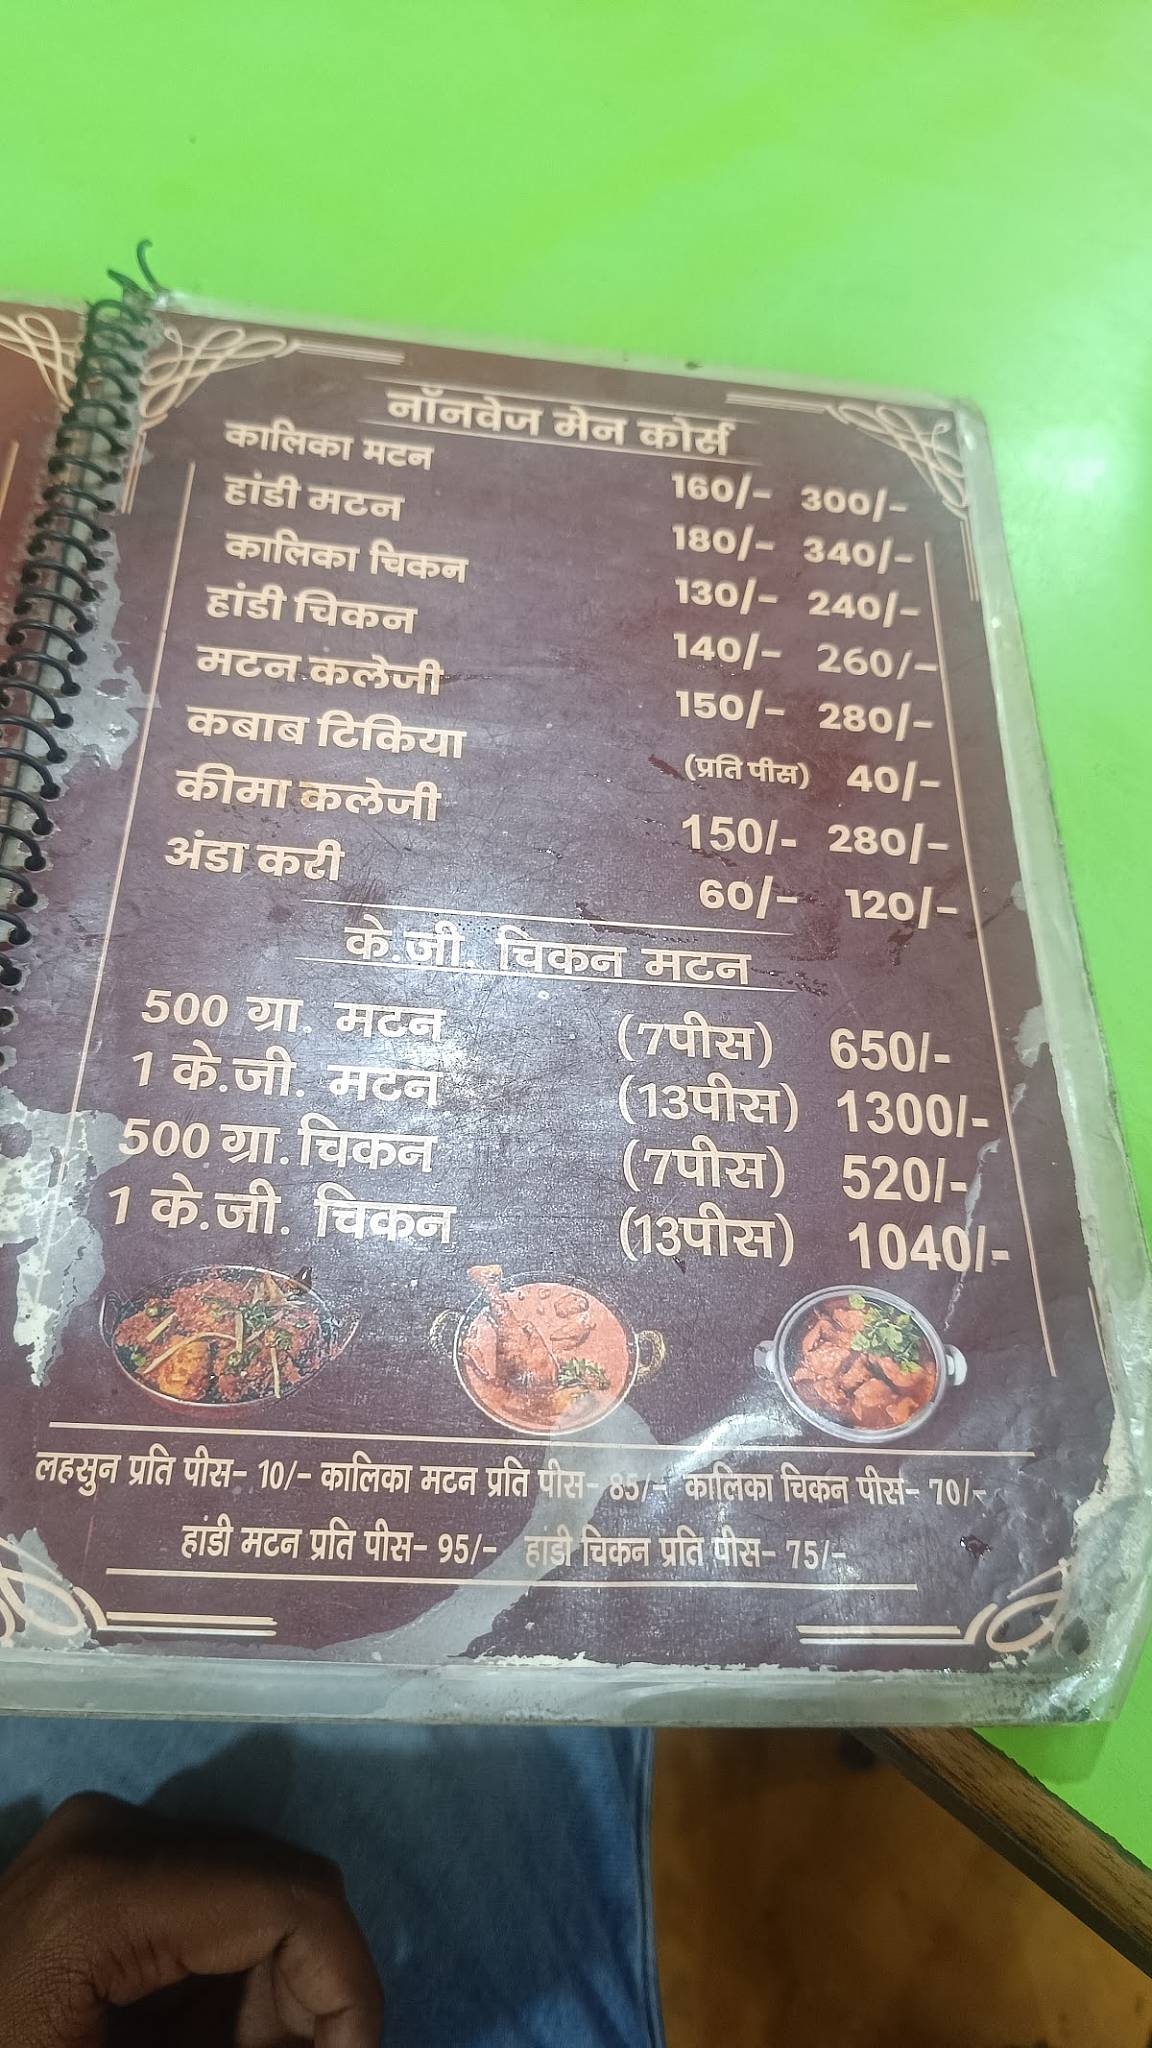 नॉनवेज मेन कोर्स
कालिका मटन 160/- 300/-
हांडी मटन 180/- 340/-
कालिका चिकन 130/- 240/-
हांडी चिकन 140/- 260/-
मटन कलेजी 150/- 280/-
कबाब टिकिया (प्रति पीस) 40/-
कीमा कलेजी 150/- 280/-
अंडा करी 60/- 120/-
के.जी. चिकन मटन
500 ग्रा. मटन (7पीस) 650/-
1 के.जी. मटन (13पीस) 1300/-
500 ग्रा. चिकन (7पीस) 520/-
1 के.जी. चिकन (13पीस) 1040/-
लहसुन प्रति पीस- 10/- कालिका मटन प्रति पीस- 85/- कालिका चिकन पीस- 70/-
हांडी मटन प्रति पीस- 95/- हांडी चिकन प्रति पीस- 75/-